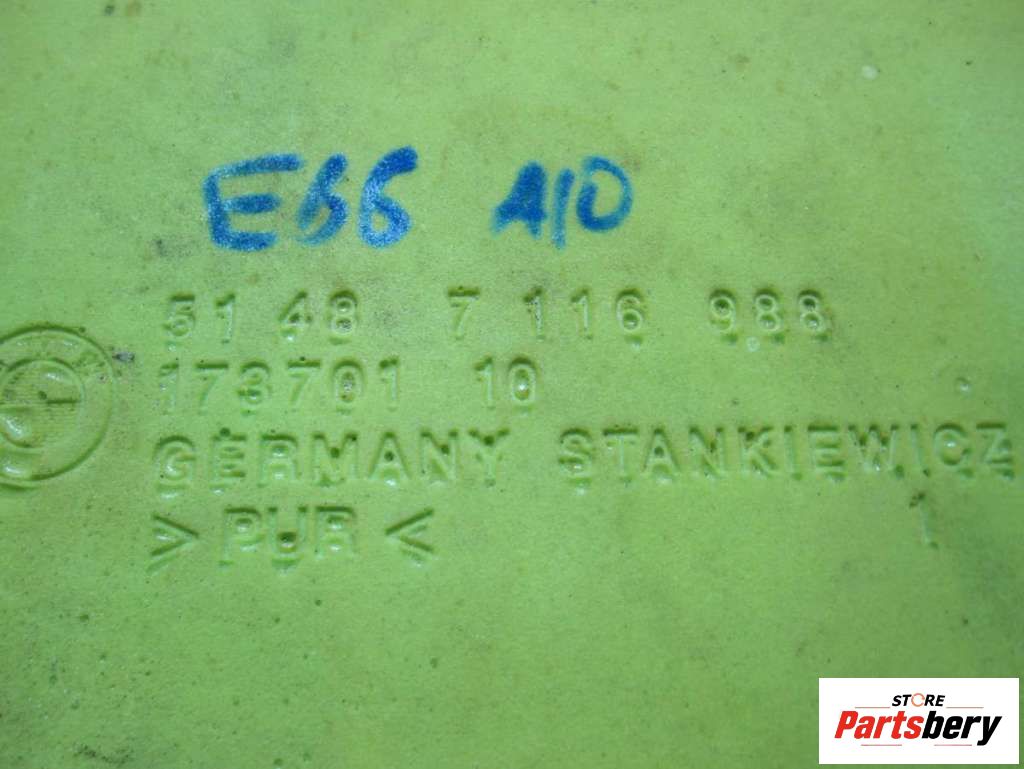 E66 A10
51 48 7 116 988
173701 10
GERMANY STANKIEWICZ
> PUR < 1
STORE
Partsbery